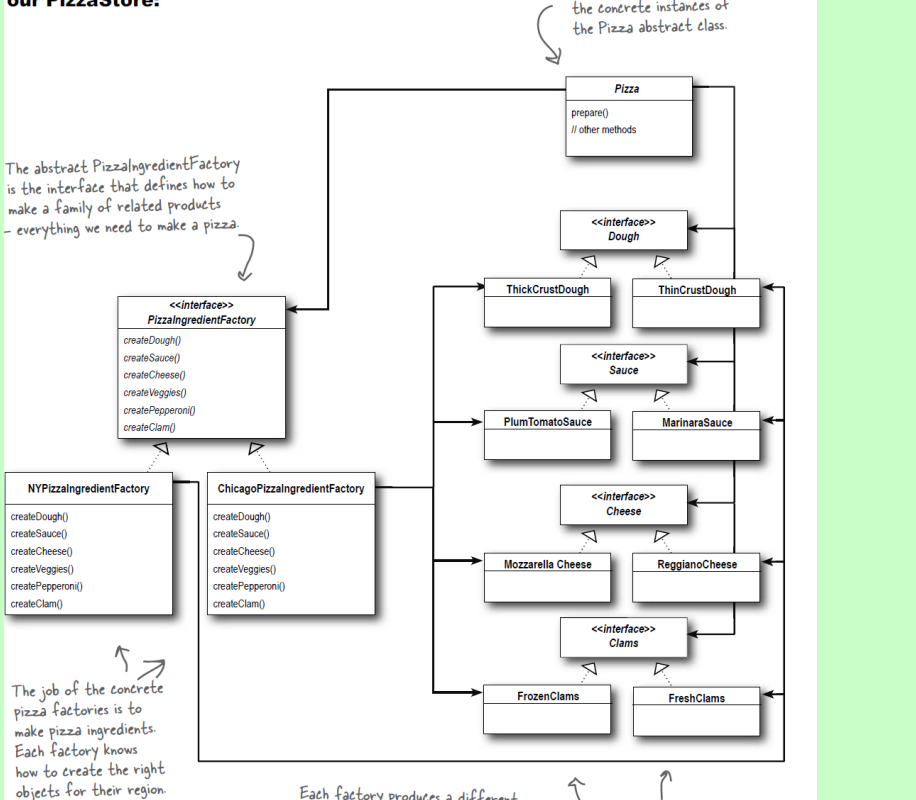 our PizzaStore:
the concrete instances of
the Pizza abstract class.
Pizza
prepare()
// other methods
The abstract PizzaIngredientFactory
is the interface that defines how to
make a family of related products
– everything we need to make a pizza.
<<interface>>
Dough
ThickCrustDough
ThinCrustDough
<<interface>>
PizzaIngredientFactory
createDough()
createSauce()
createCheese()
createVeggies()
createPepperoni()
createClam()
<<interface>>
Sauce
PlumTomatoSauce
MarinaraSauce
NYPizzaIngredientFactory
createDough()
createSauce()
createCheese()
createVeggies()
createPepperoni()
createClam()
ChicagoPizzaIngredientFactory
createDough()
createSauce()
createCheese()
createVeggies()
createPepperoni()
createClam()
<<interface>>
Cheese
Mozzarella Cheese
ReggianoCheese
<<interface>>
Clams
FrozenClams
FreshClams
The job of the concrete
pizza factories is to
make pizza ingredients.
Each factory knows
how to create the right
objects for their region.
Each factory produces a different